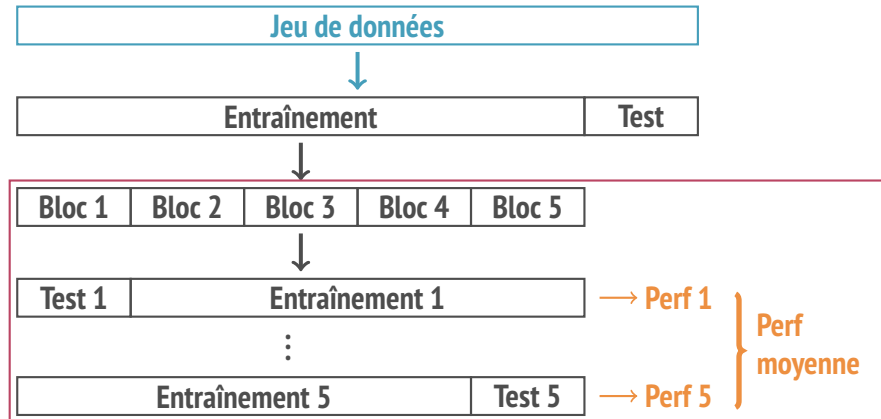 Jeu de données
Entraînement Test
Bloc 1 Bloc 2 Bloc 3 Bloc 4 Bloc 5
Test 1 Entraînement 1 Perf 1
Perf
moyenne
Entraînement 5 Test 5 Perf 5